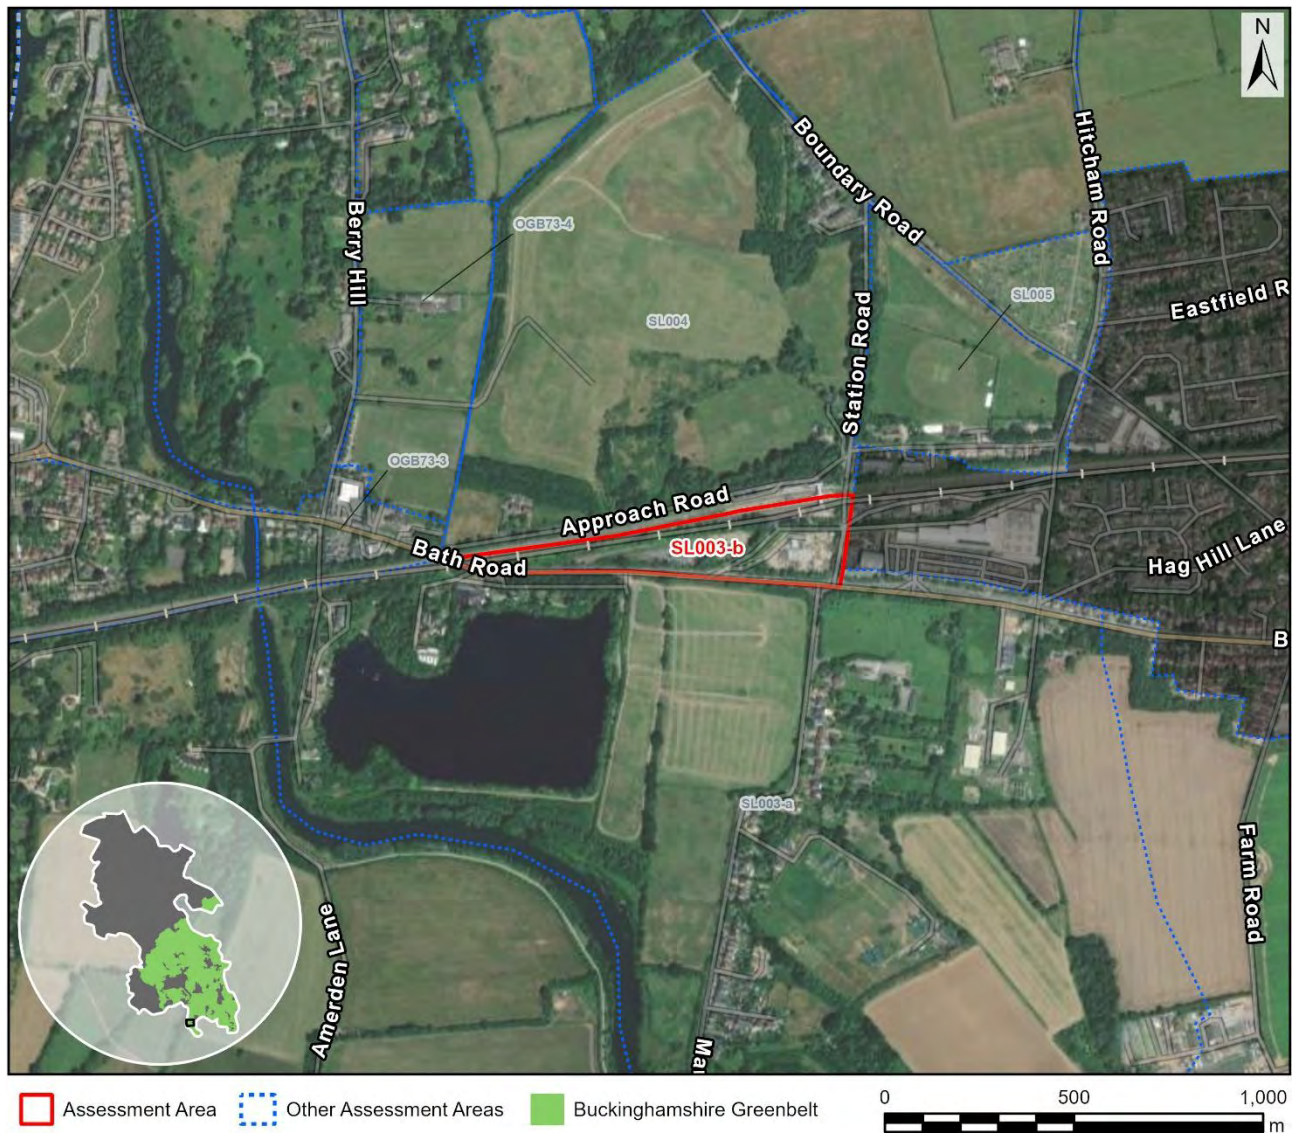 N
Boundary Road
Hitcham Road
Berry Hill
OGB73-4
SL005
Eastfield R
SL004
Station Road
OGB73-3
Approach Road
SL003-b
Bath Road
Hag Hill Lane
B
SL003-a
Farm Road
Amerden Lane
Ma
Assessment Area
Other Assessment Areas
Buckinghamshire Greenbelt
0 500 1,000
m